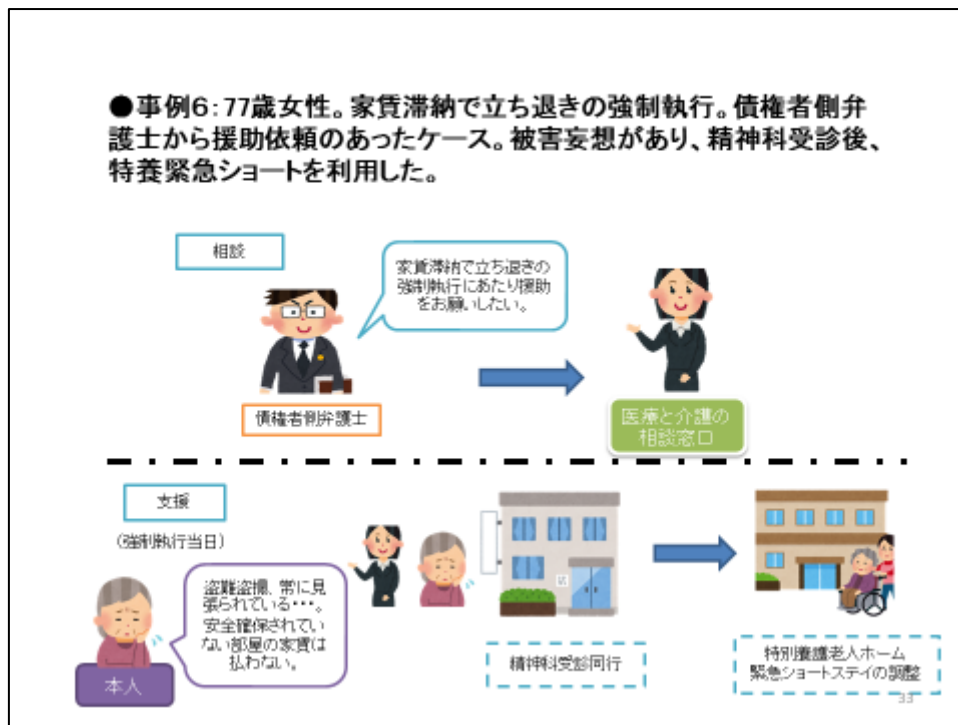 ●事例6:77歳女性。家賃滞納で立ち退きの強制執行。債権者側弁
護士から援助依頼のあったケース。被害妄想があり、精神科受診後、
特養緊急ショートを利用した。
相談
家賃滞納で立ち退きの
強制執行にあたり援助
をお願いしたい。
債権者側弁護士
医療と介護の
相談窓口
支援
(強制執行当日)
盗難盗撮、常に見
張られている・・・。
安全確保されてい
ない部屋の家賃は
払わない。
本人
精神科受診同行
特別養護老人ホーム
緊急ショートステイの調整
33